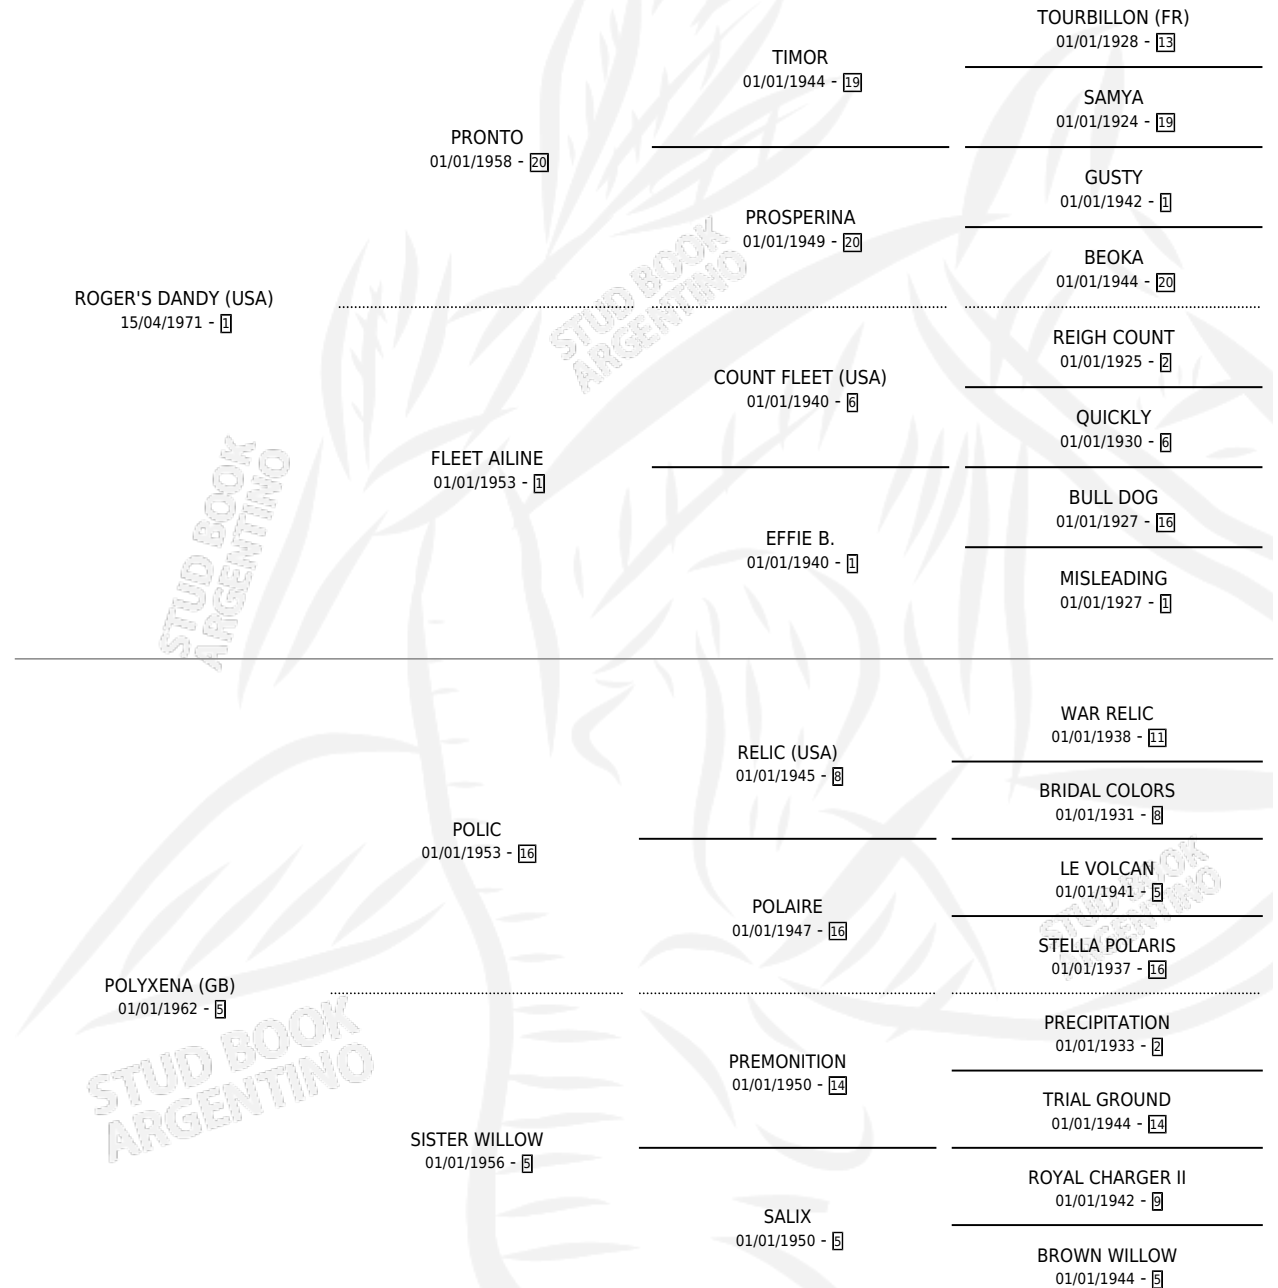 TOURBILLON (FR)
01/01/1928 - 13
TIMOR
01/01/1944 - 19
SAMYA
01/01/1924 - 19
PRONTO
01/01/1958 - 20
GUSTY
01/01/1942 - 1
PROSPERINA
01/01/1949 - 20
BEOKA
01/01/1944 - 20
ROGER'S DANDY (USA)
15/04/1971 - 1
STUD BOOK
ARGENTINO
REIGH COUNT
01/01/1925 - 2
COUNT FLEET (USA)
01/01/1940 - 6
QUICKLY
01/01/1930 - 6
FLEET AILINE
01/01/1953 - 1
BULL DOG
01/01/1927 - 16
EFFIE B.
01/01/1940 - 1
MISLEADING
01/01/1927 - 1
STUD BOOK
ARGENTINO
WAR RELIC
01/01/1938 - 11
RELIC (USA)
01/01/1945 - 8
BRIDAL COLORS
01/01/1931 - 8
POLIC
01/01/1953 - 16
LE VOLCAN
01/01/1941 - 5
POLAIRE
01/01/1947 - 16
STUD BOOK
ARGENTINO
STELLA POLARIS
01/01/1937 - 16
POLYXENA (GB)
01/01/1962 - 5
PRECIPITATION
01/01/1933 - 2
STUD BOOK
ARGENTINO
PREMONITION
01/01/1950 - 14
TRIAL GROUND
01/01/1944 - 14
SISTER WILLOW
01/01/1956 - 5
ROYAL CHARGER II
01/01/1942 - 9
SALIX
01/01/1950 - 5
BROWN WILLOW
01/01/1944 - 5